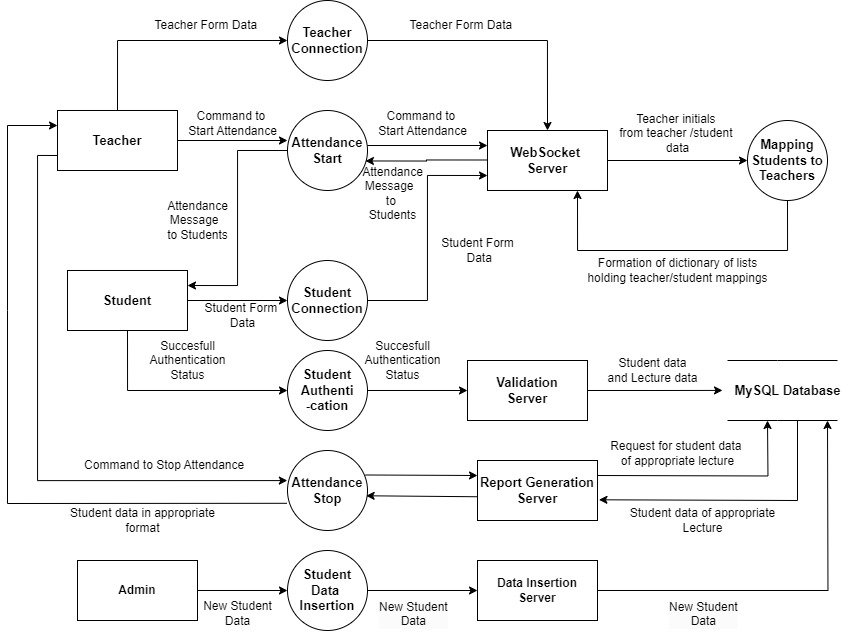 Teacher Form Data
Teacher
Connection
Teacher Form Data
Teacher
Command to
Start Attendance
Attendance
Start
Command to
Start Attendance
WebSocket
Server
Teacher initials
from teacher /student
data
Mapping
Students to
Teachers
Attendance
Message
to Students
Attendance
Message
to
Students
Student Form
Data
Formation of dictionary of lists
holding teacher/student mappings
Student
Student Form
Data
Student
Connection
Succesfull
Authentication
Status
Student
Authenti
-cation
Succesfull
Authentication
Status
Validation
Server
Student data
and Lecture data
MySQL Database
Command to Stop Attendance
Attendance
Stop
Report Generation
Server
Request for student data
of appropriate lecture
Student data in appropriate
format
Student data of appropriate
Lecture
Admin
New Student
Data
Student
Data
Insertion
New Student
Data
Data Insertion
Server
New Student
Data